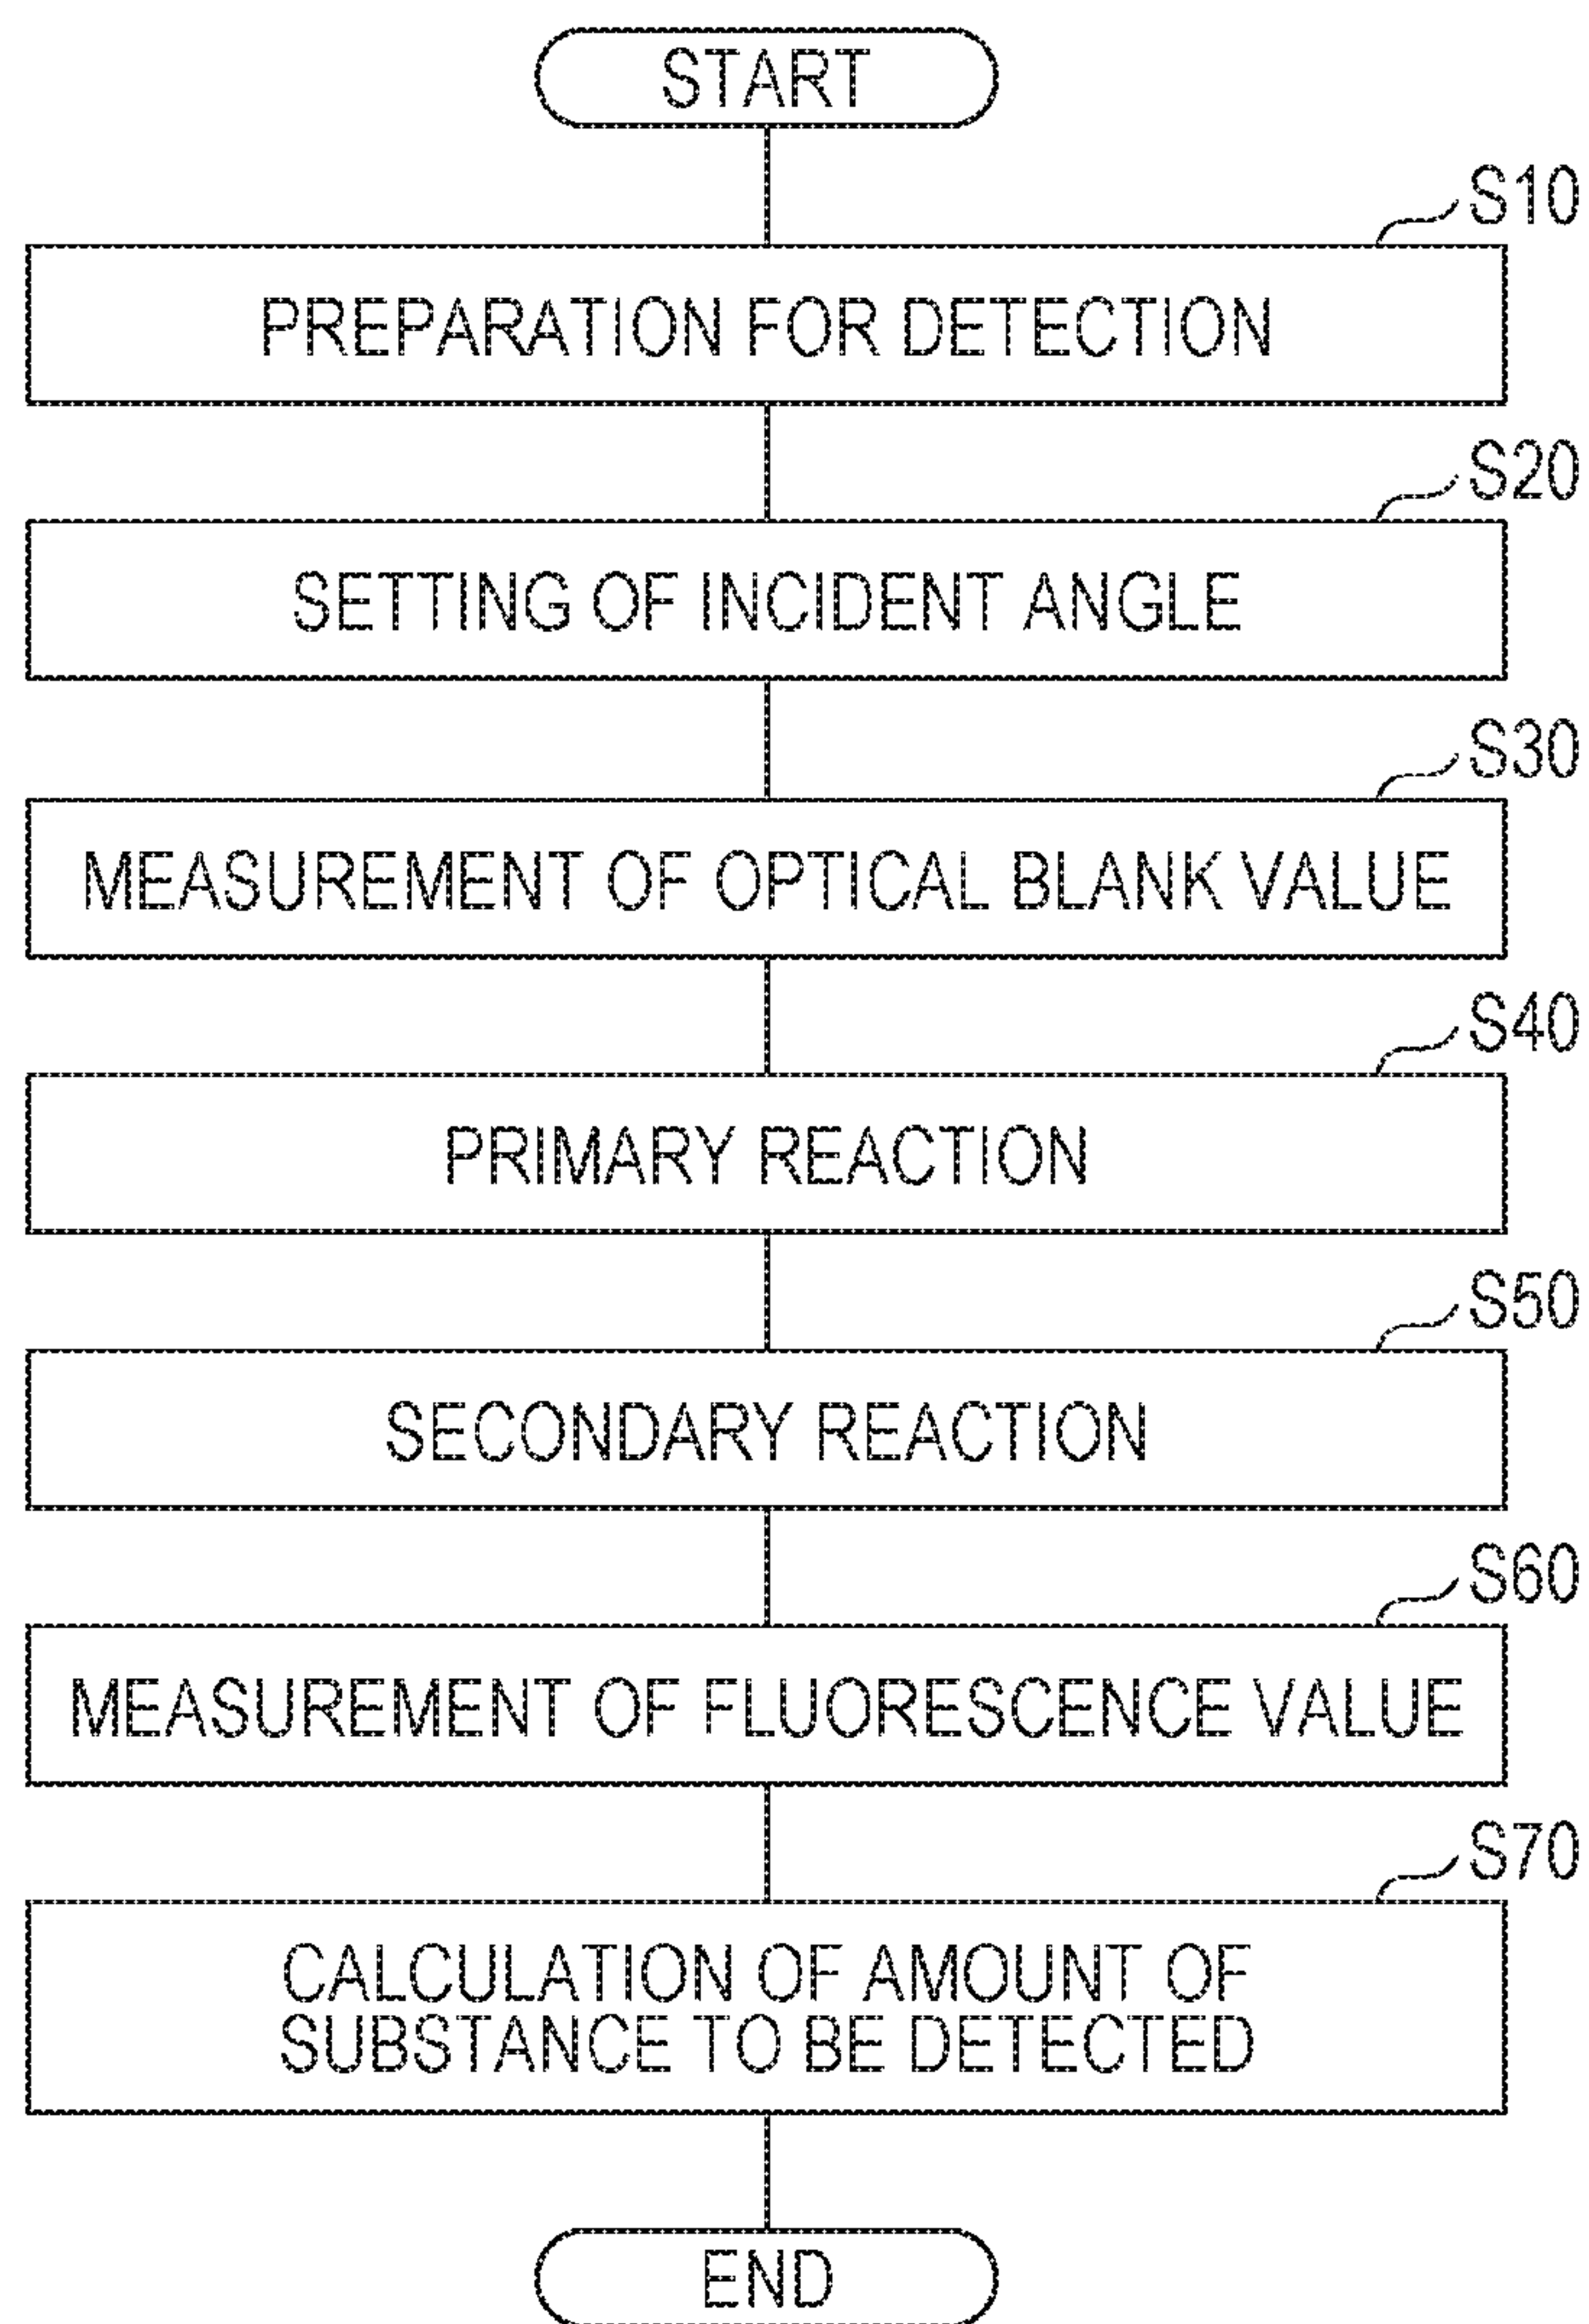 START
S10
PREPARATION FOR DETECTION
S20
SETTING OF INCIDENT ANGLE
S30
MEASUREMENT OF OPTICAL BLANK VALUE
S40
PRIMARY REACTION
S50
SECONDARY REACTION
S60
MEASUREMENT OF FLUORESCENCE VALUE
S70
CALCULATION OF AMOUNT OF
SUBSTANCE TO BE DETECTED
END